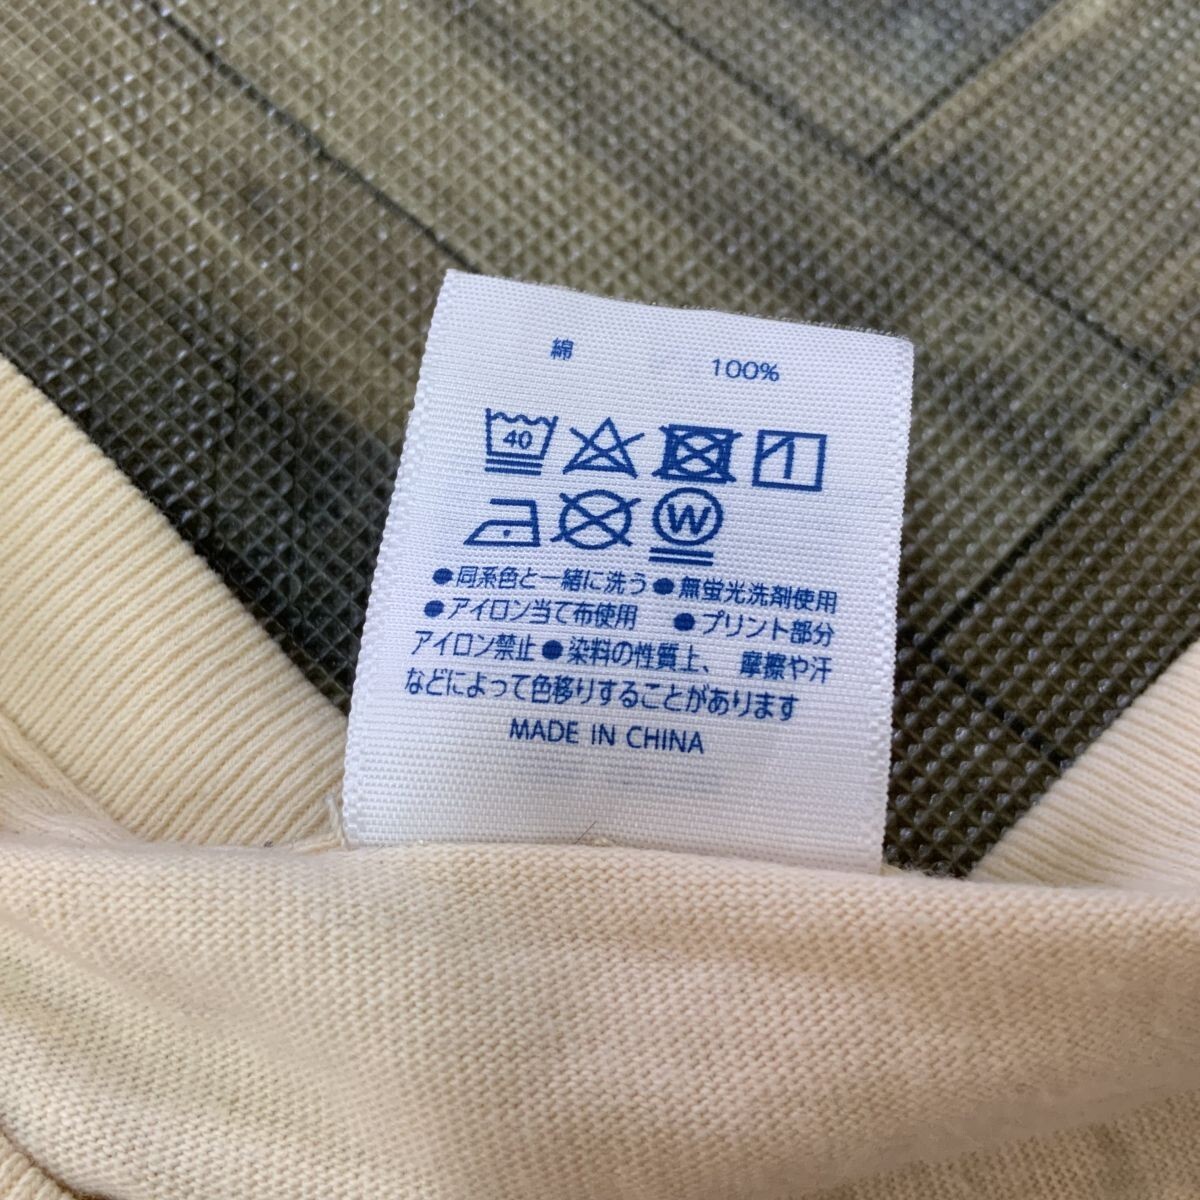 綿 100%
40
W
●同系色と一緒に洗う ●無蛍光洗剤使用
●アイロン当て布使用 ●プリント部分
アイロン禁止 ●染料の性質上、 摩擦や汗
などによって色移りすることがあります
MADE IN CHINA